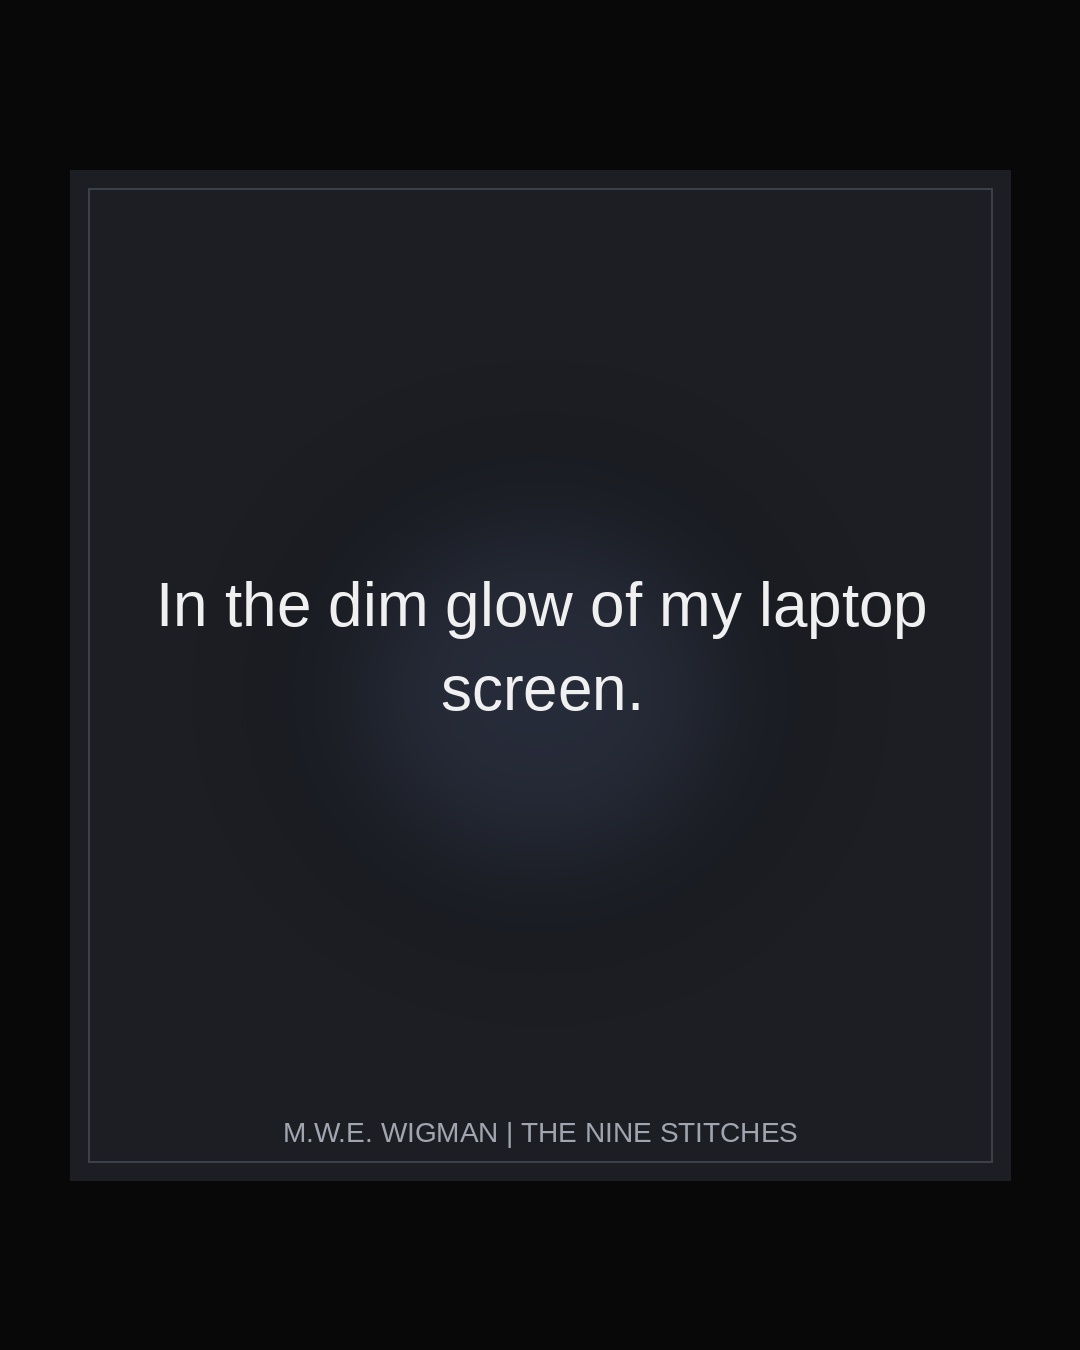 In the dim glow of my laptop
screen.
M.W.E. WIGMAN | THE NINE STITCHES